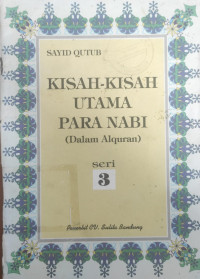 SAYID QUTUB
KISAH-KISAH
UTAMA
PARA NABI
(Dalam Alquran)
seri
3